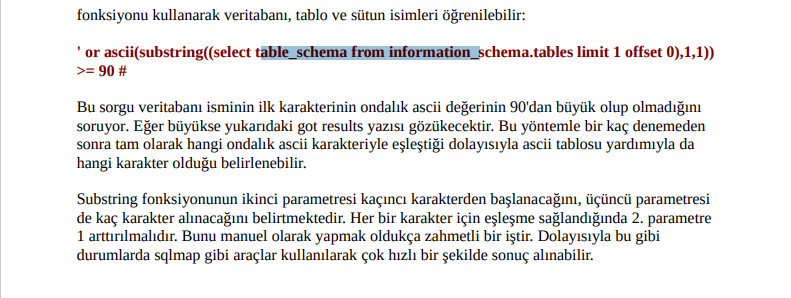 fonksiyonu kullanarak veritabanı, tablo ve sütun isimleri öğrenilebilir:
' or ascii(substring((select table_schema from information_schema.tables limit 1 offset 0),1,1))
>= 90 #
Bu sorgu veritabanı isminin ilk karakterinin ondalık ascii değerinin 90'dan büyük olup olmadığını
soruyor. Eğer büyükse yukarıdaki got results yazısı gözükecektir. Bu yöntemle bir kaç denemeden
sonra tam olarak hangi ondalık ascii karakteriyle eşleştiği dolayısıyla ascii tablosu yardımıyla da
hangi karakter olduğu belirlenebilir.
Substring fonksiyonunun ikinci parametresi kaçıncı karakterden başlanacağını, üçüncü parametresi
de kaç karakter alınacağını belirtmektedir. Her bir karakter için eşleşme sağlandığında 2. parametre
1 arttırılmalıdır. Bunu manuel olarak yapmak oldukça zahmetli bir iştir. Dolayısıyla bu gibi
durumlarda sqlmap gibi araçlar kullanılarak çok hızlı bir şekilde sonuç alınabilir.